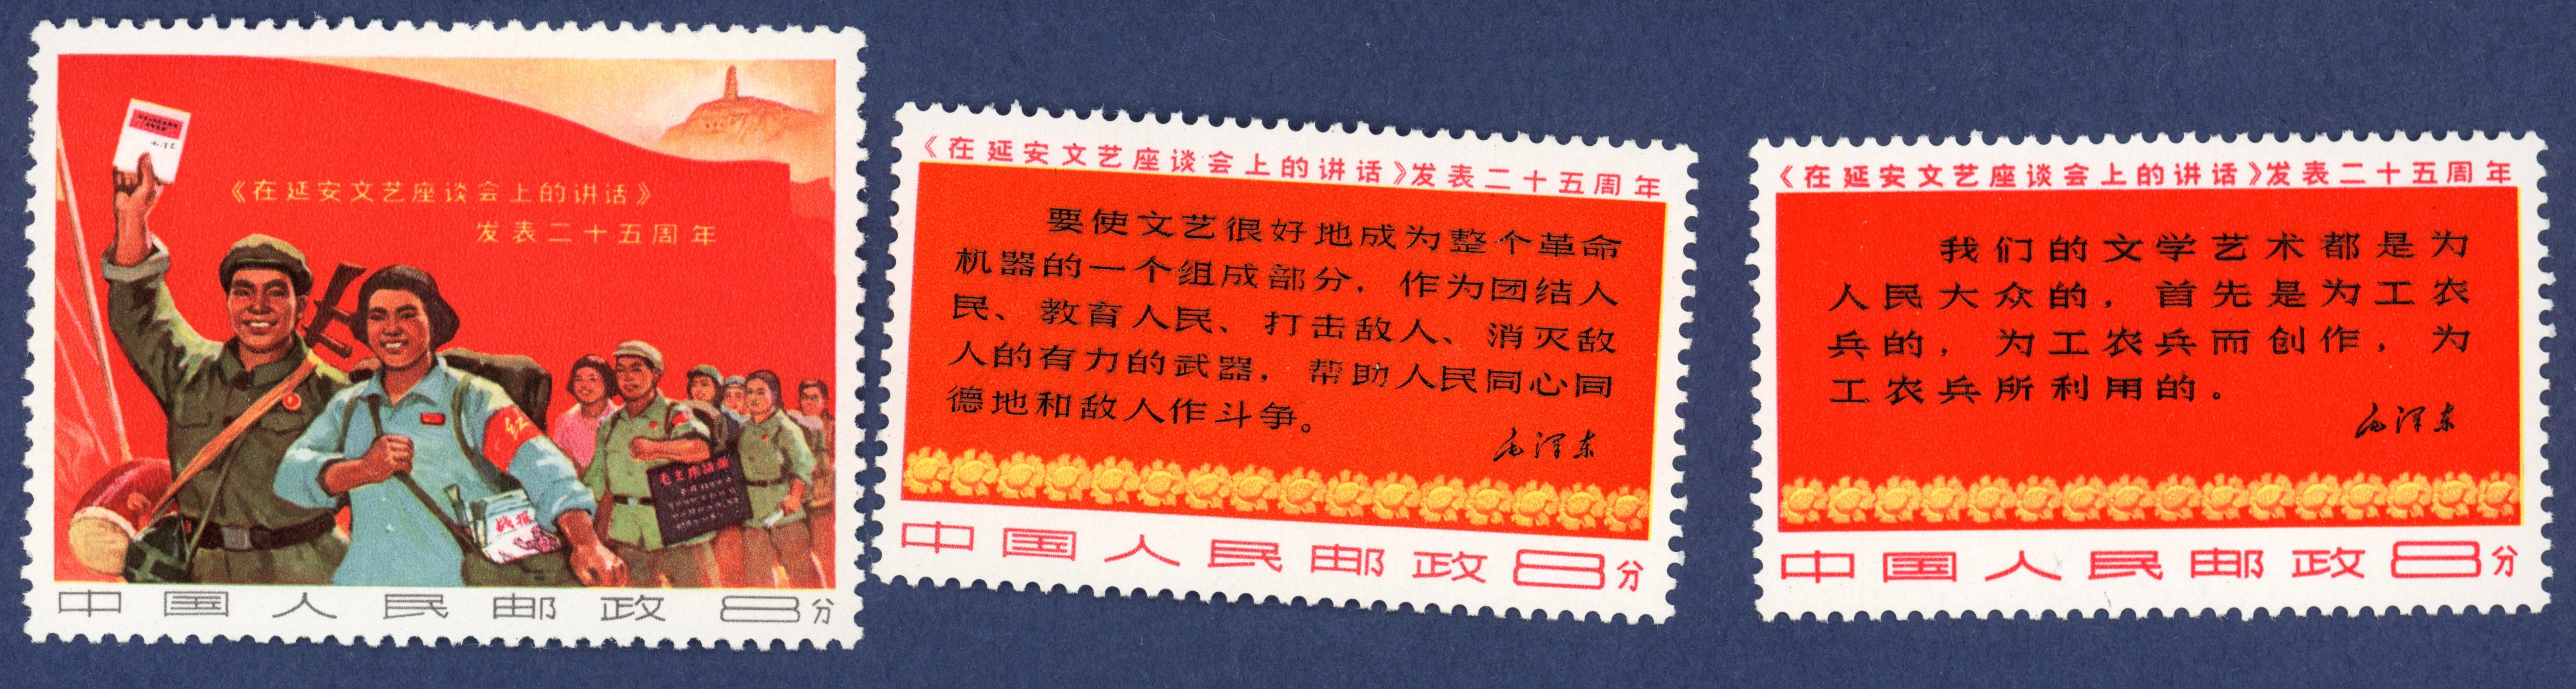 《在延安文艺座谈会上的讲话》
发表二十五周年
红
毛主席语录
战报
中国人民邮政 8分
《在延安文艺座谈会上的讲话》发表二十五周年
要使文艺很好地成为整个革命
机器的一个组成部分，作为团结人
民、教育人民、打击敌人、消灭敌
人的有力的武器，帮助人民同心同
德地和敌人作斗争。
毛泽东
中国人民邮政8分
《在延安文艺座谈会上的讲话》发表二十五周年
我们的文学艺术都是为
人民大众的，首先是为工农
兵的，为工农兵而创作，为
工农兵所利用的。
毛泽东
中国人民邮政8分